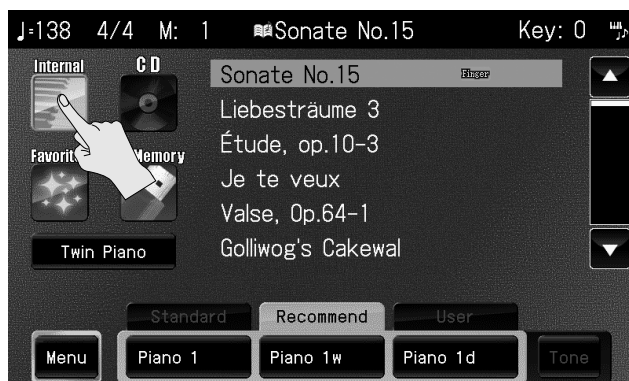 ♩=138 4/4 M: 1 Sonate No.15 Key: 0
Internal CD
Sonate No.15 Finger
Liebesträume 3
Étude, op.10-3
Favorit Memory
Je te veux
Valse, Op.64-1
Twin Piano
Golliwog's Cakewal
Standard Recommend User
Menu Piano 1 Piano 1w Piano 1d Tone